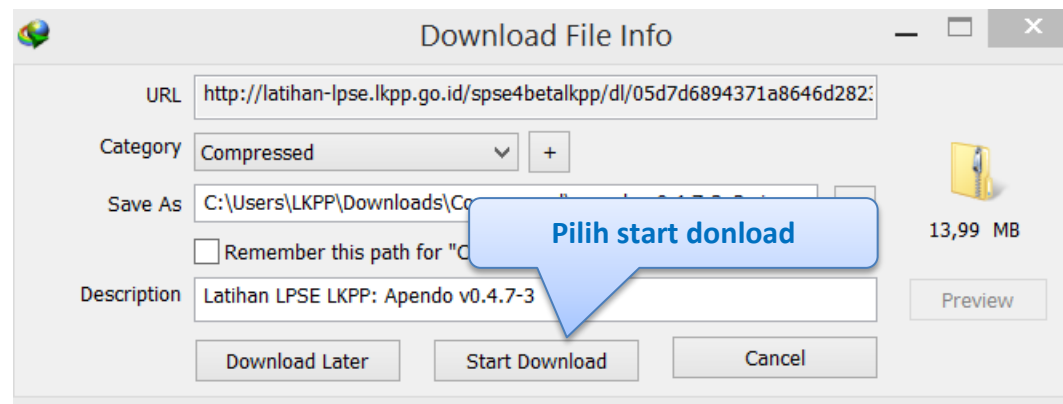 Download File Info
URL http://latihan-lpse.lkpp.go.id/spse4betalkpp/dl/05d7d6894371a8646d282
Category Compressed +
Save As C:\Users\LKPP\Downloads\
Pilih start donload
13,99 MB
Remember this path for "C
Description Latihan LPSE LKPP: Apendo v0.4.7-3
Preview
Download Later Start Download Cancel